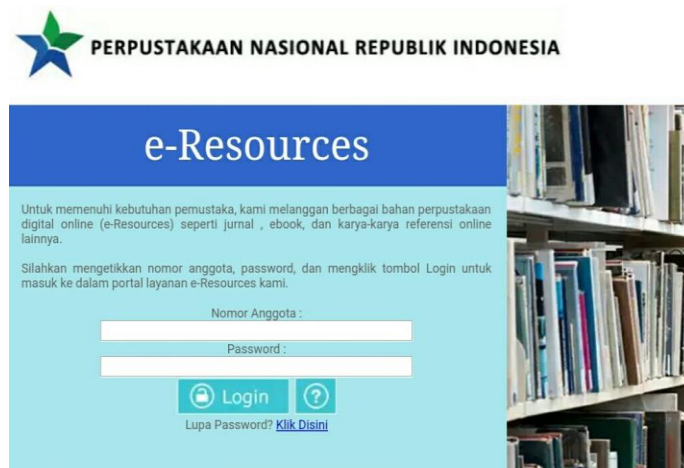 PERPUSTAKAAN NASIONAL REPUBLIK INDONESIA
e-Resources
Untuk memenuhi kebutuhan pemustaka, kami melanggan berbagai bahan perpustakaan
digital online (e-Resources) seperti jurnal , ebook, dan karya-karya referensi online
lainnya.
Silahkan mengetikkan nomor anggota, password, dan mengklik tombol Login untuk
masuk ke dalam portal layanan e-Resources kami.
Nomor Anggota :
Password :
Login ?
Lupa Password? Klik Disini